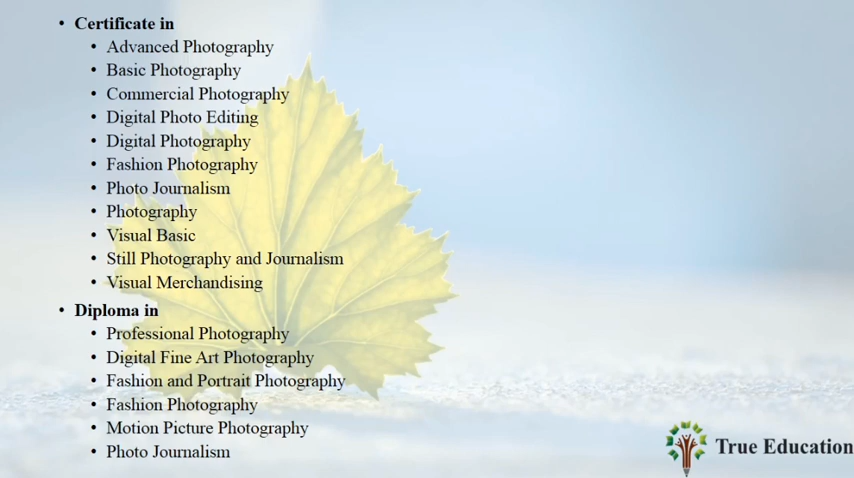 • Certificate in
• Advanced Photography
• Basic Photography
• Commercial Photography
• Digital Photo Editing
• Digital Photography
• Fashion Photography
• Photo Journalism
• Photography
• Visual Basic
• Still Photography and Journalism
• Visual Merchandising
• Diploma in
• Professional Photography
• Digital Fine Art Photography
• Fashion and Portrait Photography
• Fashion Photography
• Motion Picture Photography
• Photo Journalism
True Education